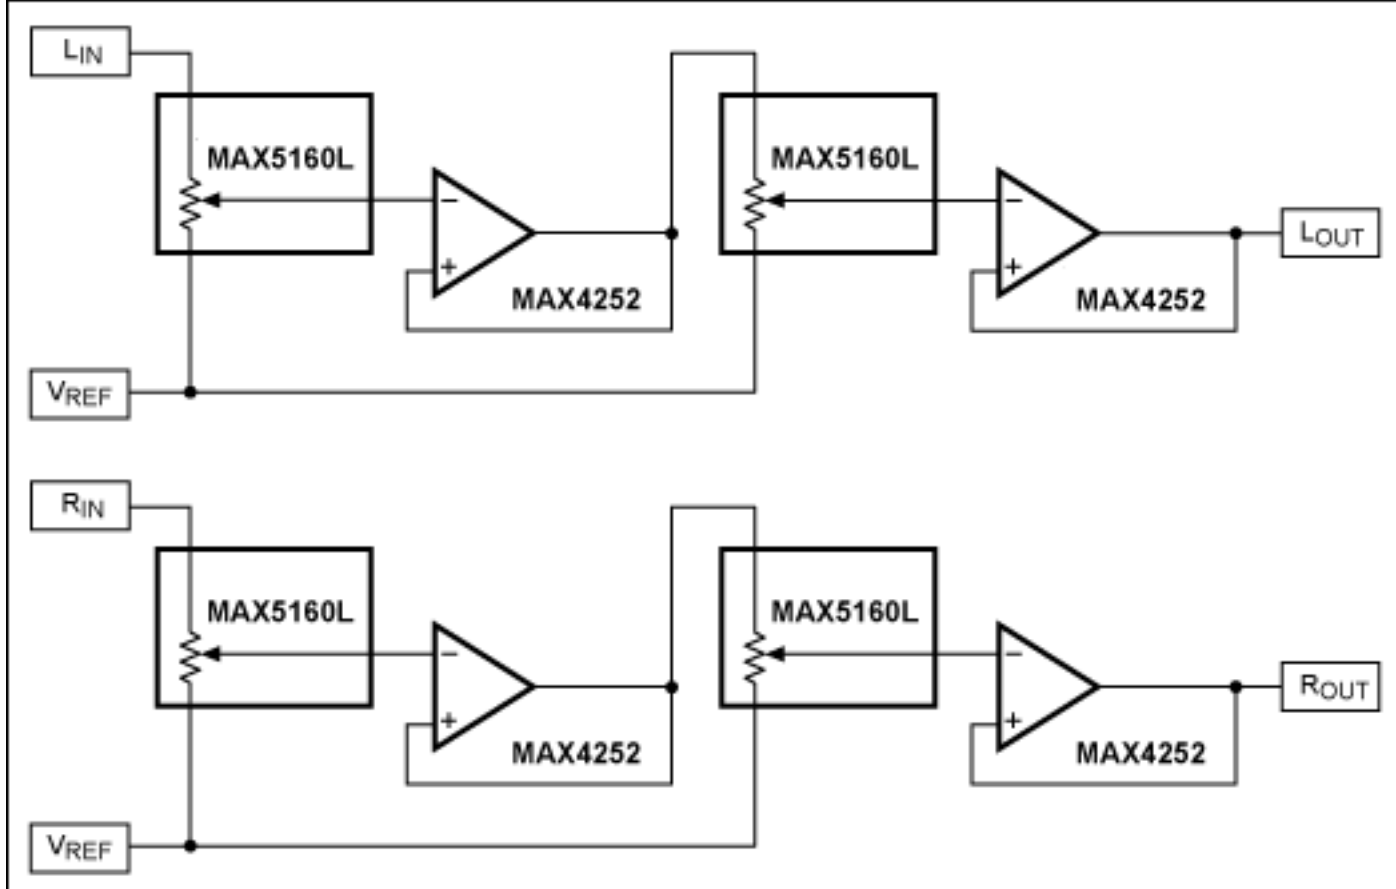 LIN
MAX5160L
MAX5160L
−
−
LOUT
+
+
MAX4252
MAX4252
VREF
RIN
MAX5160L
MAX5160L
−
−
ROUT
+
+
MAX4252
MAX4252
VREF